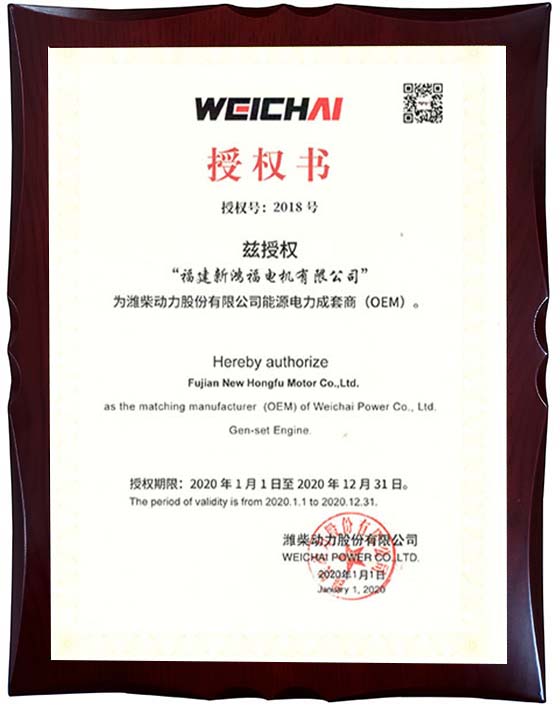 WEICHAI
授权书
授权号：2018 号
兹授权
“福建新鸿福电机有限公司”
为潍柴动力股份有限公司能源电力成套商（OEM）。
Hereby authorize
Fujian New Hongfu Motor Co.,Ltd.
as the matching manufacturer (OEM) of Weichai Power Co., Ltd.
Gen-set Engine.
授权期限：2020 年 1 月 1 日至 2020 年 12 月 31 日。
The period of validity is from 2020.1.1 to 2020.12.31.
潍柴动力股份有限公司
WEICHAI POWER CO.,LTD.
2020年1月1日
January 1, 2020